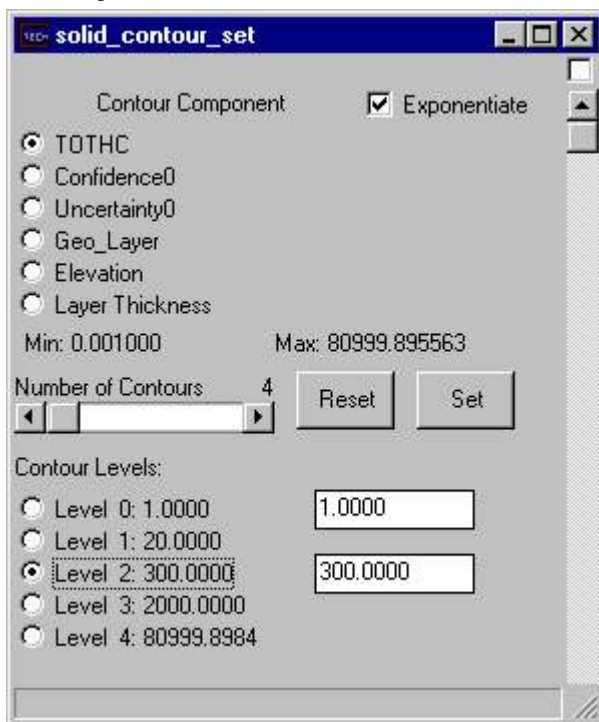 solid_contour_set
Contour Component Exponentiate
TOTHC
Confidence0
Uncertainty0
Geo_Layer
Elevation
Layer Thickness
Min: 0.001000 Max: 80999.895563
Number of Contours 4 Reset Set
Contour Levels:
Level 0: 1.0000 1.0000
Level 1: 20.0000
Level 2: 300.0000 300.0000
Level 3: 2000.0000
Level 4: 80999.8984